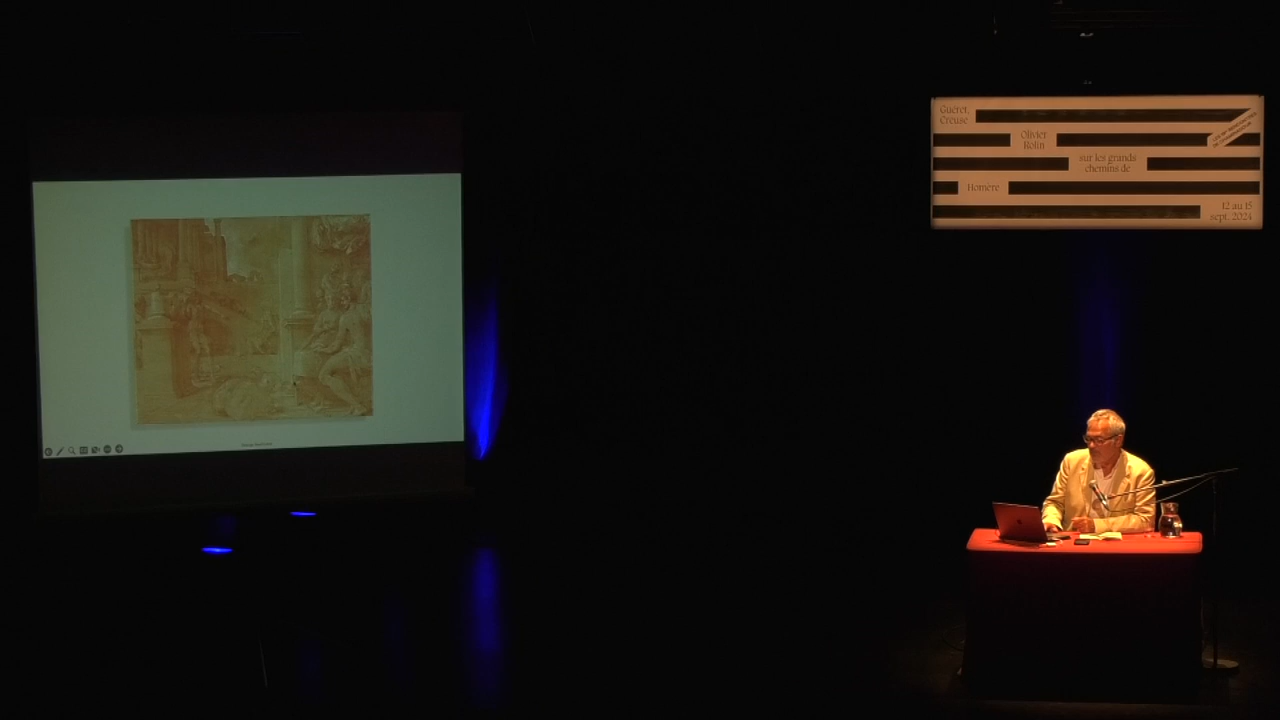 Guéret,
Creuse
Olivier
Rolin
sur les grands
chemins de
Homère
12 au 15
sept. 2024